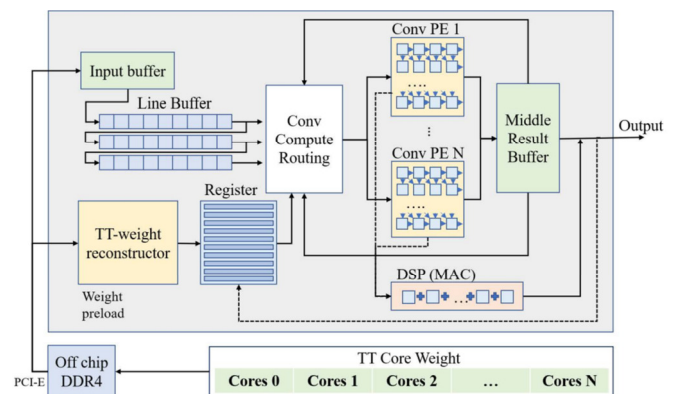 Conv PE 1
Input buffer
Line Buffer
Conv
Compute
Routing
....
Middle
Result
Buffer
Output
Conv PE N
....
Register
TT-weight
reconstructor
Weight
preload
DSP (MAC)
...
PCI-E
Off chip
DDR4
TT Core Weight
Cores 0 Cores 1 Cores 2 ... Cores N